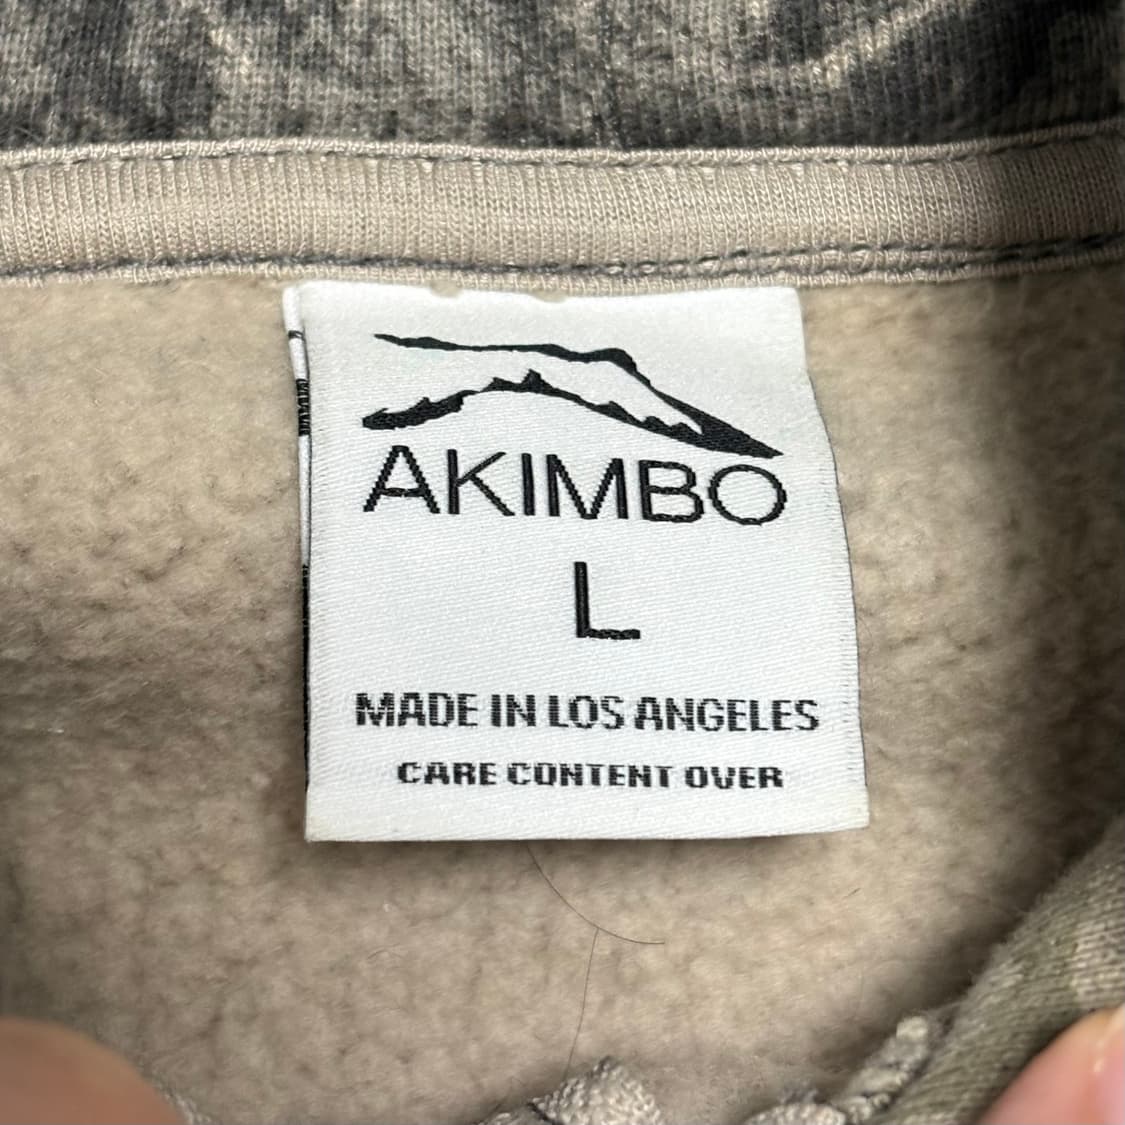 AKIMBO
L
MADE IN LOS ANGELES
CARE CONTENT OVER